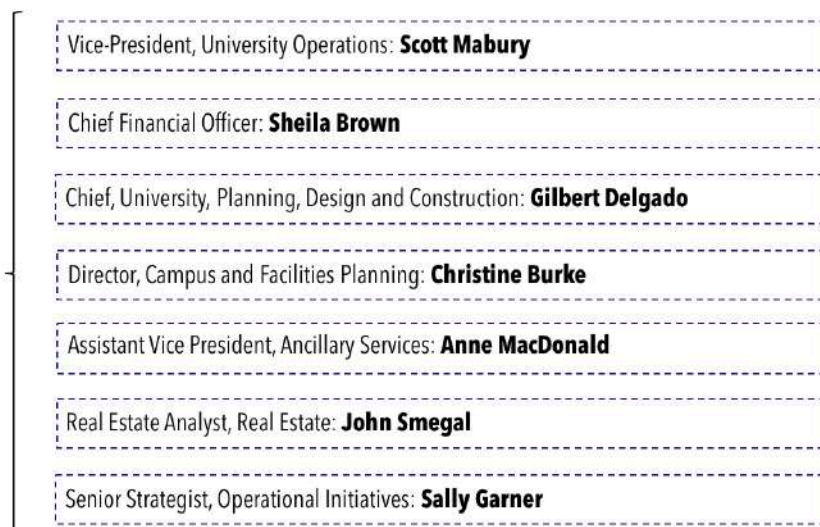 Vice-President, University Operations: Scott Mabury
Chief Financial Officer: Sheila Brown
Chief, University, Planning, Design and Construction: Gilbert Delgado
Director, Campus and Facilities Planning: Christine Burke
Assistant Vice President, Ancillary Services: Anne MacDonald
Real Estate Analyst, Real Estate: John Smegal
Senior Strategist, Operational Initiatives: Sally Garner